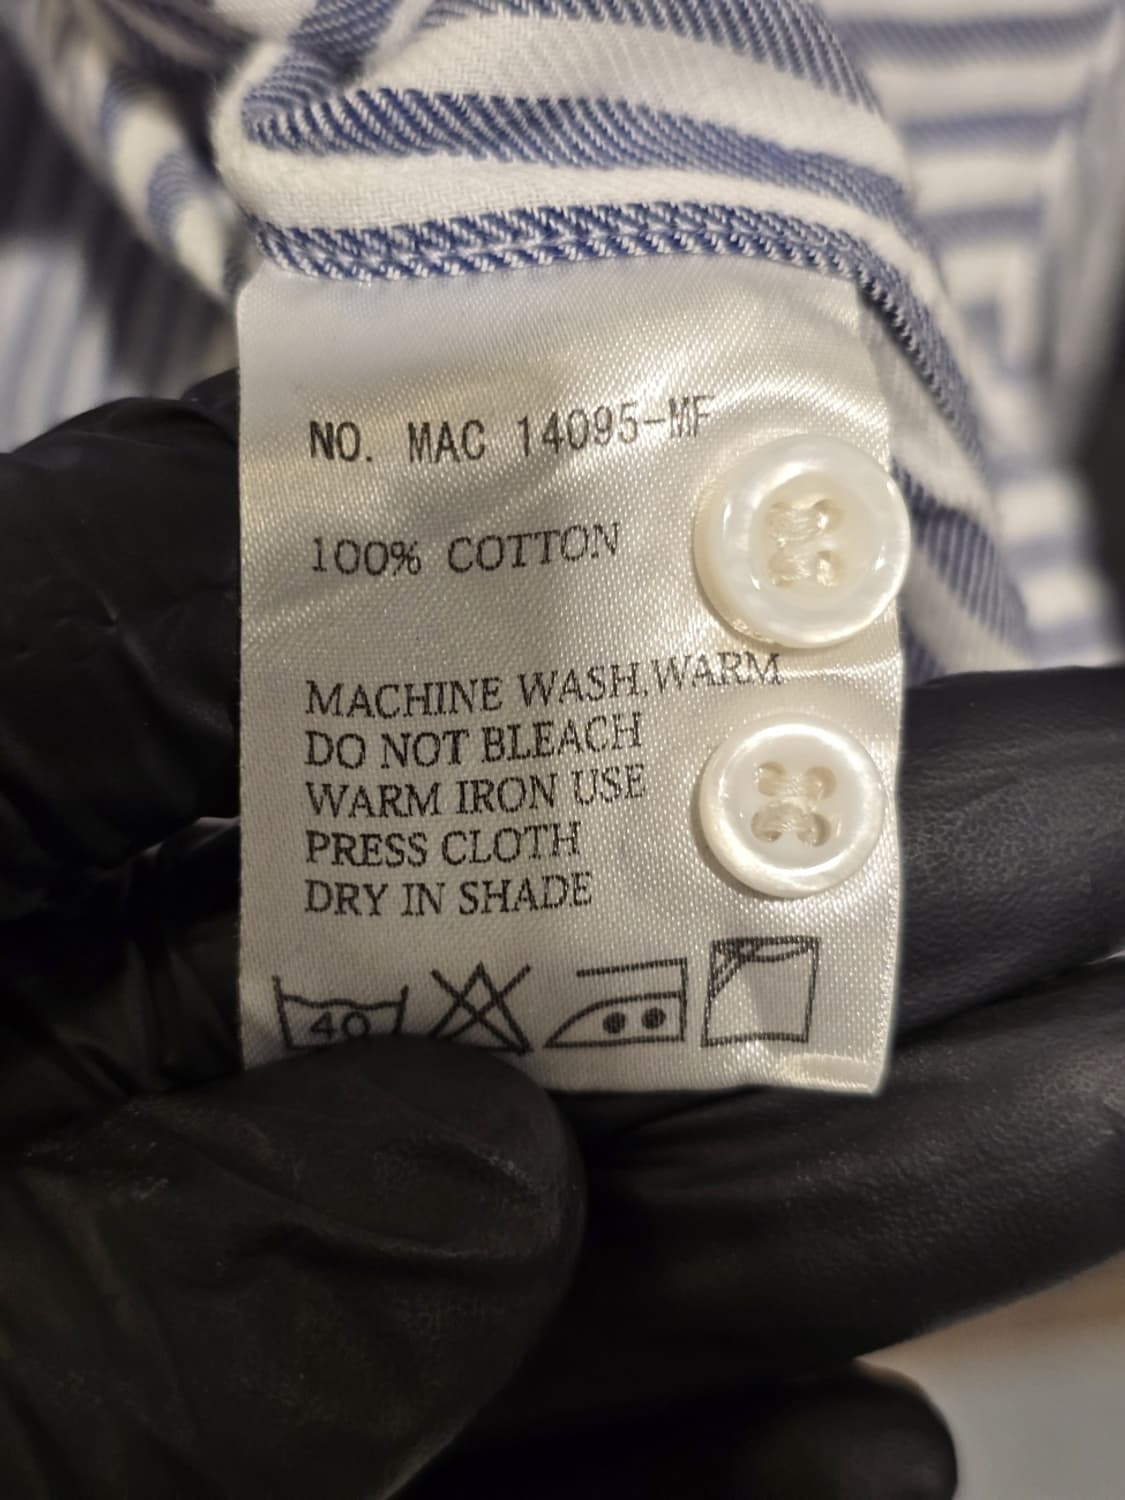 NO. MAC 14095-MF
100% COTTON
MACHINE WASH,WARM
DO NOT BLEACH
WARM IRON USE
PRESS CLOTH
DRY IN SHADE
40